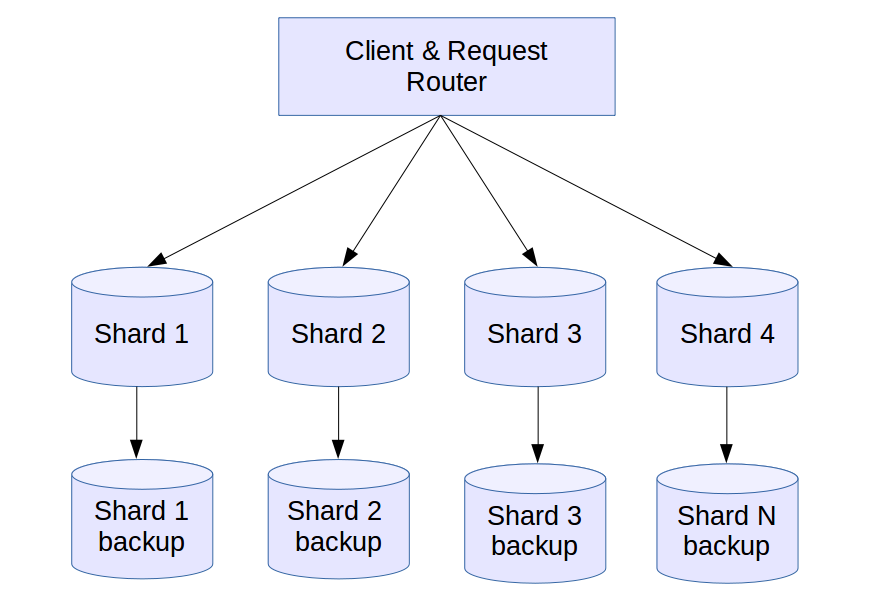 Client & Request
Router
Shard 1
Shard 2
Shard 3
Shard 4
Shard 1
backup
Shard 2
backup
Shard 3
backup
Shard N
backup